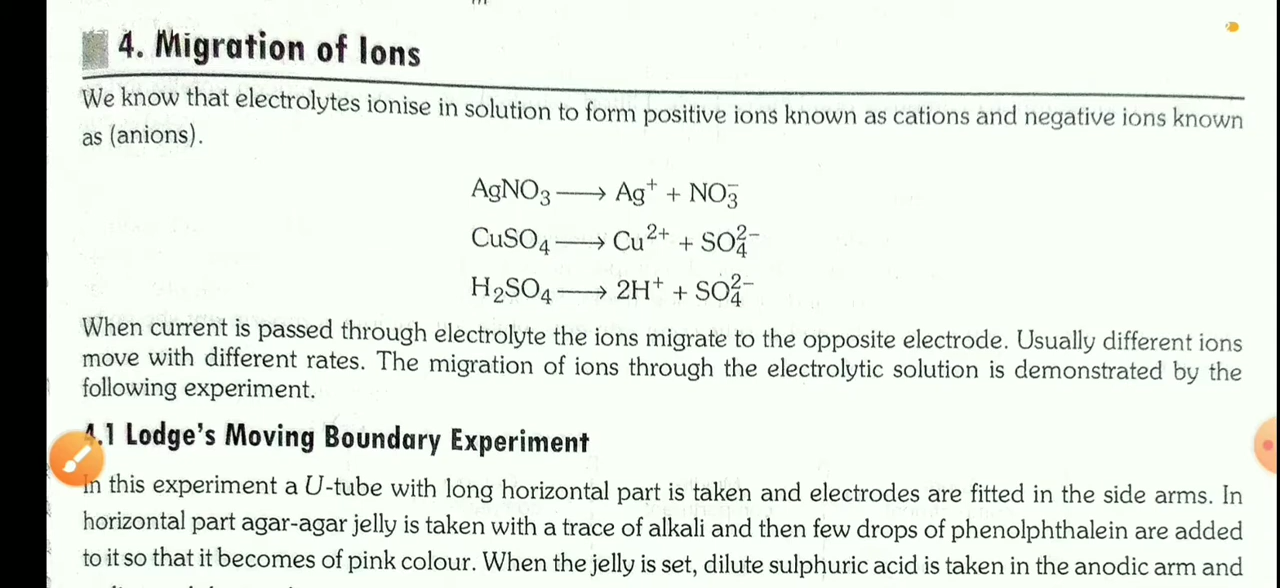 4. Migration of Ions
We know that electrolytes ionise in solution to form positive ions known as cations and negative ions known
as (anions).
AgNO₃ ⟶ Ag⁺ + NO₃⁻
CuSO₄ ⟶ Cu²⁺ + SO₄²⁻
H₂SO₄ ⟶ 2H⁺ + SO₄²⁻
When current is passed through electrolyte the ions migrate to the opposite electrode. Usually different ions
move with different rates. The migration of ions through the electrolytic solution is demonstrated by the
following experiment.
4.1 Lodge's Moving Boundary Experiment
In this experiment a U-tube with long horizontal part is taken and electrodes are fitted in the side arms. In
horizontal part agar-agar jelly is taken with a trace of alkali and then few drops of phenolphthalein are added
to it so that it becomes of pink colour. When the jelly is set, dilute sulphuric acid is taken in the anodic arm and